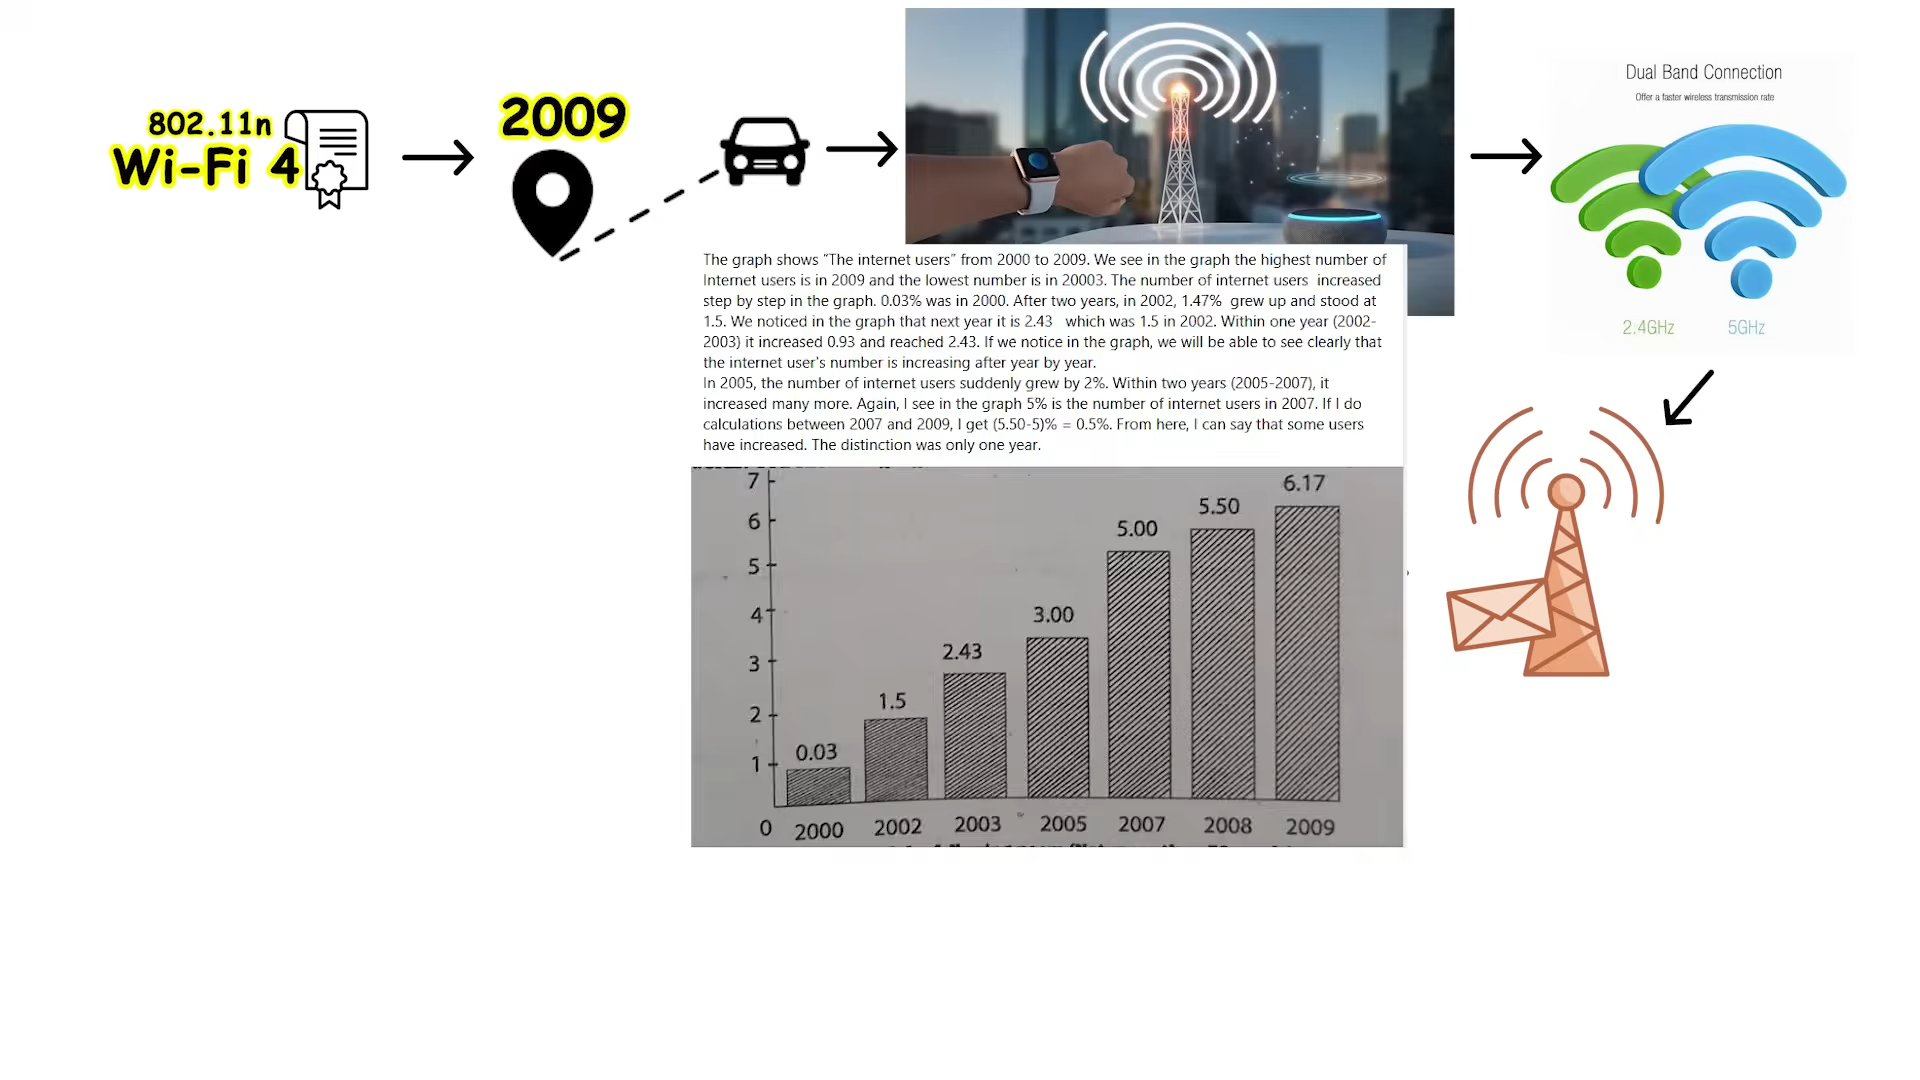 802.11n
Wi-Fi 4
2009
Dual Band Connection
Offer a faster wireless transmission rate
2.4GHz 5GHz
The graph shows “The internet users” from 2000 to 2009. We see in the graph the highest number of
Internet users is in 2009 and the lowest number is in 20003. The number of internet users increased
step by step in the graph. 0.03% was in 2000. After two years, in 2002, 1.47% grew up and stood at
1.5. We noticed in the graph that next year it is 2.43 which was 1.5 in 2002. Within one year (2002-
2003) it increased 0.93 and reached 2.43. If we notice in the graph, we will be able to see clearly that
the internet user's number is increasing after year by year.
In 2005, the number of internet users suddenly grew by 2%. Within two years (2005-2007), it
increased many more. Again, I see in the graph 5% is the number of internet users in 2007. If I do
calculations between 2007 and 2009, I get (5.50-5)% = 0.5%. From here, I can say that some users
have increased. The distinction was only one year.
7
6
5
4
3
2
1
0
0.03
1.5
2.43
3.00
5.00
5.50
6.17
2000 2002 2003 2005 2007 2008 2009